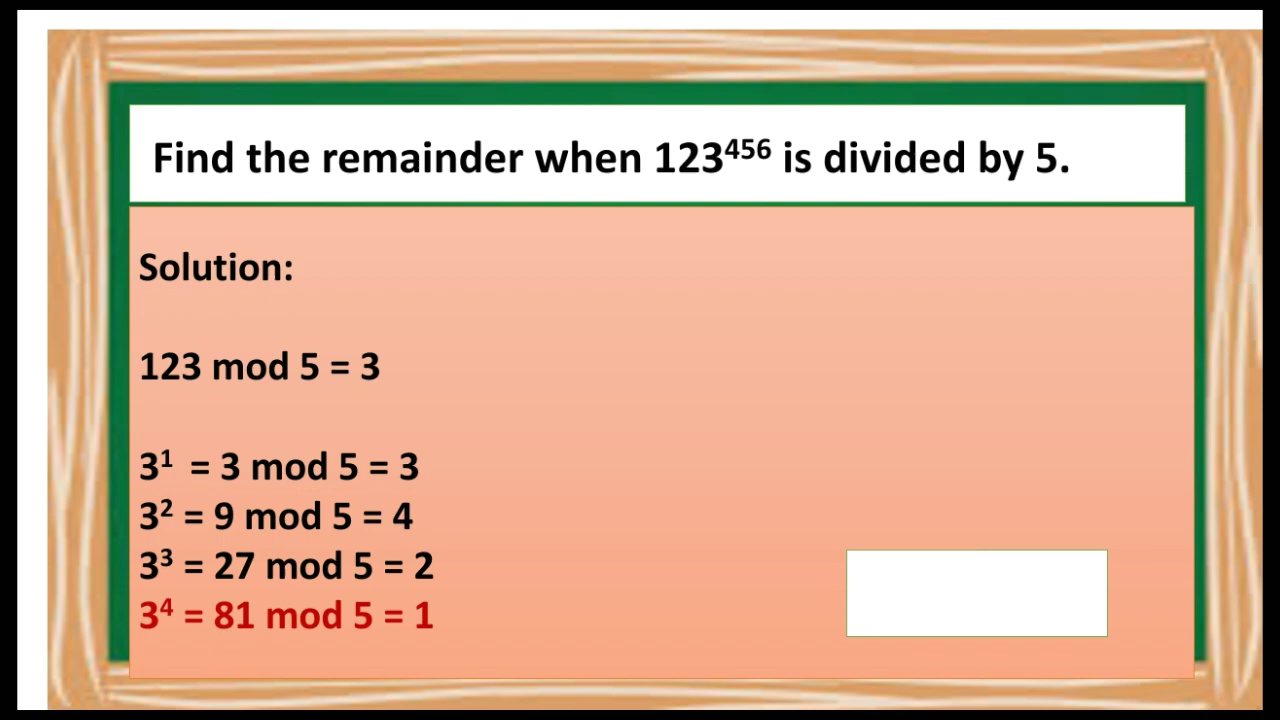 Find the remainder when 123⁴⁵⁶ is divided by 5.
Solution:
123 mod 5 = 3
3¹ = 3 mod 5 = 3
3² = 9 mod 5 = 4
3³ = 27 mod 5 = 2
3⁴ = 81 mod 5 = 1